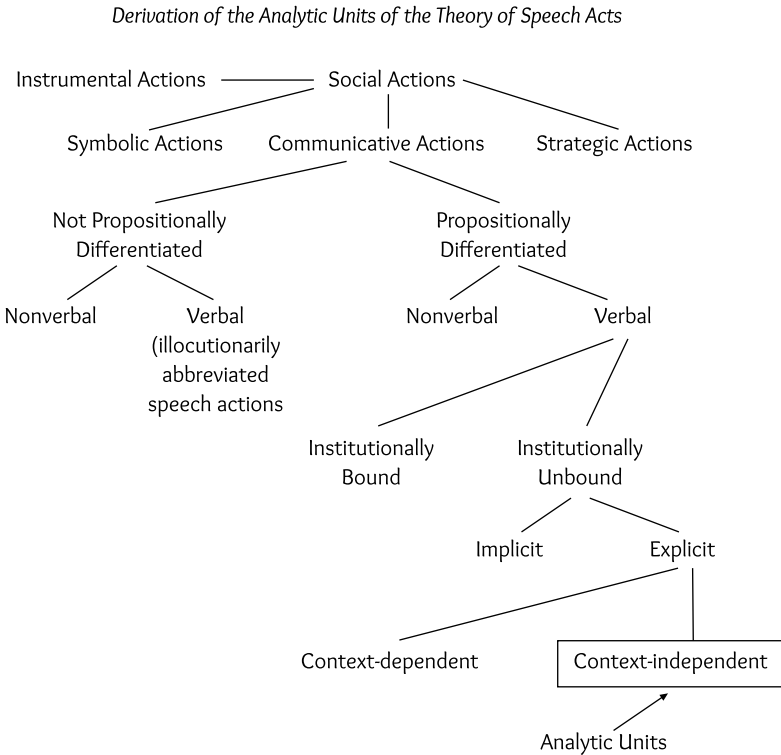 Derivation of the Analytic Units of the Theory of Speech Acts
Instrumental Actions
Social Actions
Symbolic Actions
Communicative Actions
Strategic Actions
Not Propositionally
Differentiated
Propositionally
Differentiated
Nonverbal
Verbal
(illocutionarily
abbreviated
speech actions
Nonverbal
Verbal
Institutionally
Bound
Institutionally
Unbound
Implicit
Explicit
Context-dependent
Context-independent
Analytic Units